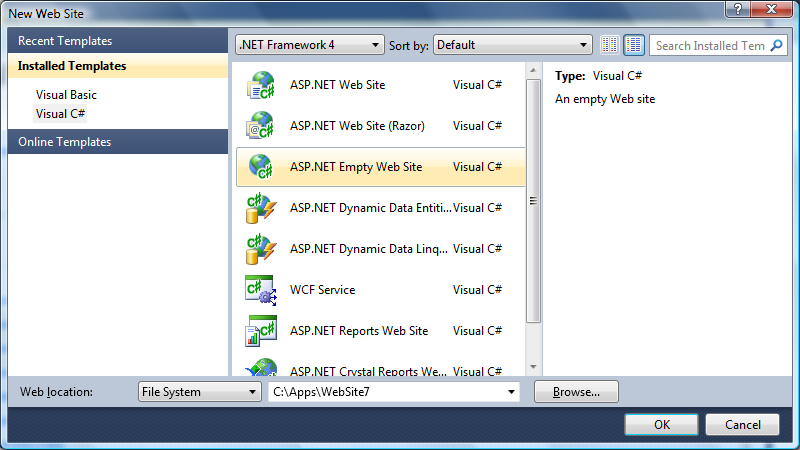 New Web Site
?
Recent Templates
Installed Templates
Visual Basic
Visual C#
Online Templates
.NET Framework 4
Sort by:
Default
Search Installed Tem
ASP.NET Web Site Visual C#
ASP.NET Web Site (Razor) Visual C#
ASP.NET Empty Web Site Visual C#
ASP.NET Dynamic Data Entiti... Visual C#
ASP.NET Dynamic Data Linq... Visual C#
WCF Service Visual C#
ASP.NET Reports Web Site Visual C#
ASP.NET Crystal Reports We... Visual C#
Type: Visual C#
An empty Web site
Web location:
File System
C:\Apps\WebSite7
Browse...
OK
Cancel